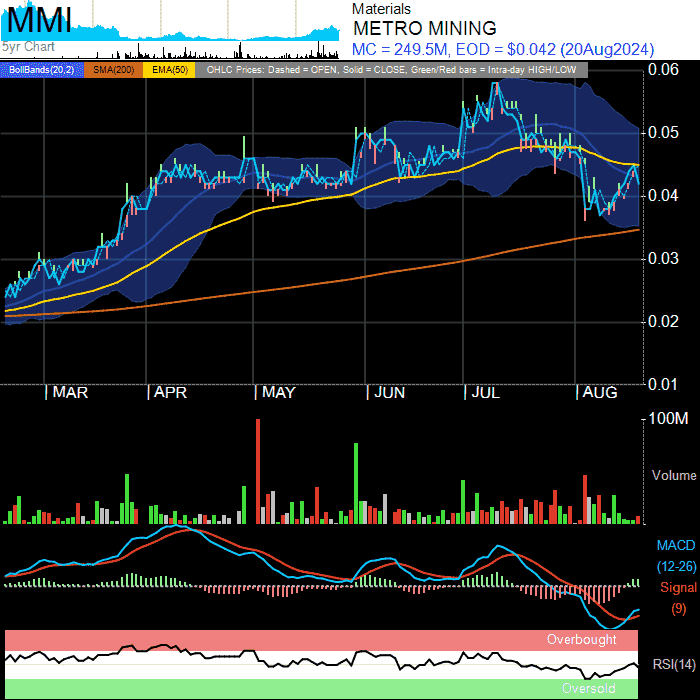 MMI
5yr Chart
Materials
METRO MINING
MC = 249.5M, EOD = $0.042 (20Aug2024)
BollBands(20,2) SMA(200) EMA(50) OHLC Prices: Dashed = OPEN, Solid = CLOSE, Green/Red bars = Intra-day HIGH/LOW
0.06
0.05
0.04
0.03
0.02
0.01
MAR APR MAY JUN JUL AUG
100M
Volume
MACD
(12-26)
Signal
(9)
Overbought
RSI(14)
Oversold